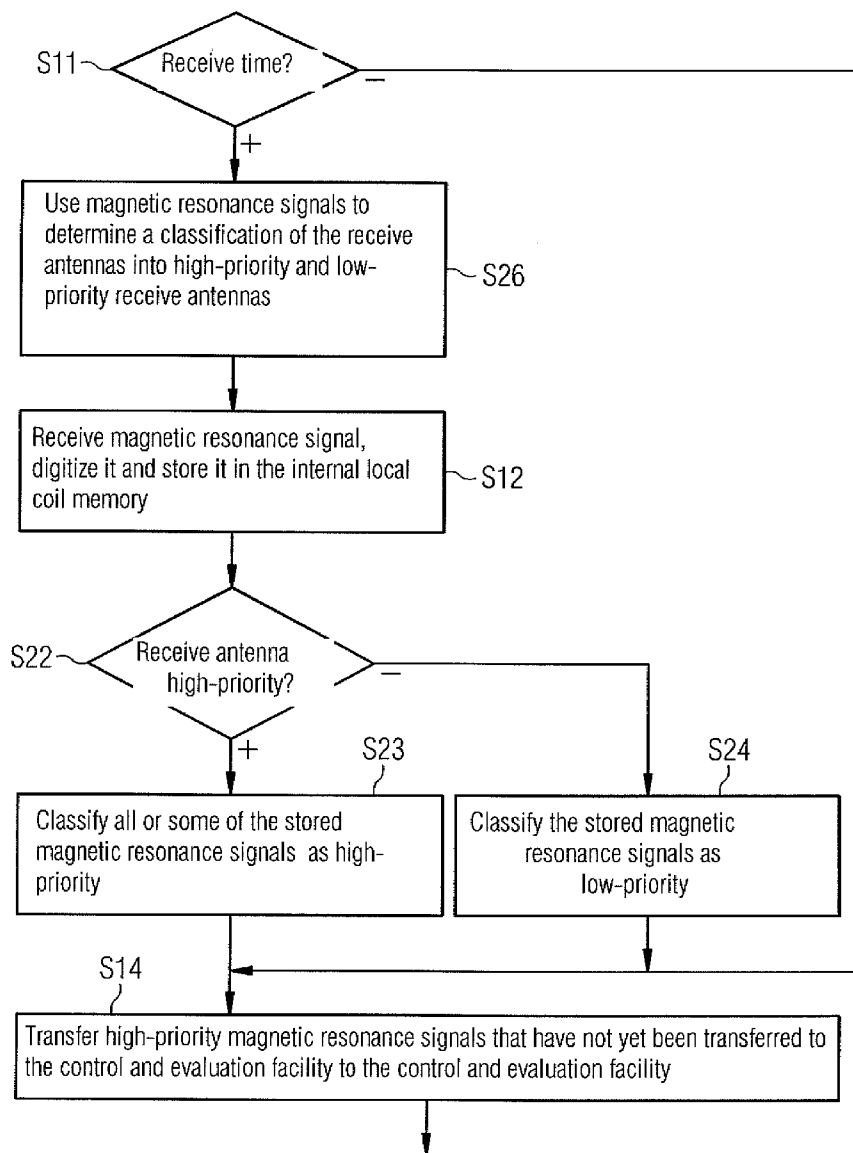 S11
Receive time?
−
+
Use magnetic resonance signals to
determine a classification of the receive
antennas into high-priority and low-
priority receive antennas
S26
Receive magnetic resonance signal,
digitize it and store it in the internal local
coil memory
S12
S22
Receive antenna
high-priority?
−
+
S23
S24
Classify all or some of the stored
magnetic resonance signals as high-
priority
Classify the stored magnetic
resonance signals as
low-priority
S14
Transfer high-priority magnetic resonance signals that have not yet been transferred to
the control and evaluation facility to the control and evaluation facility